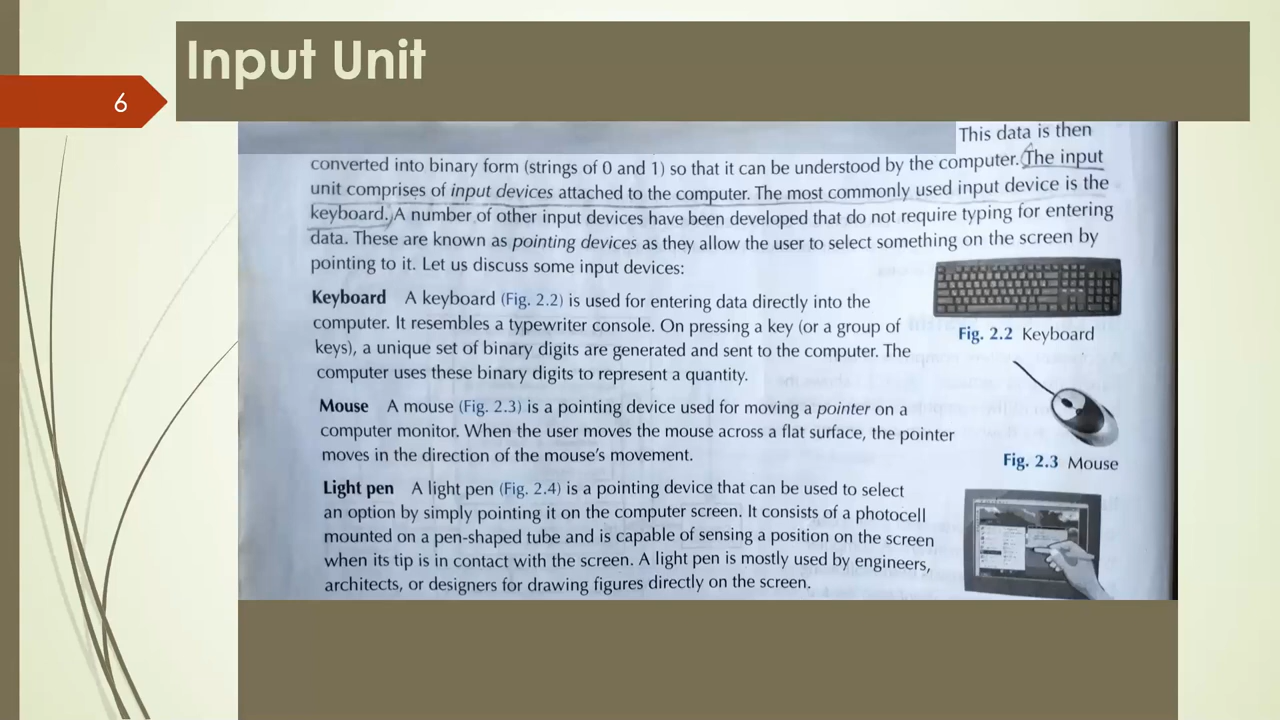 Input Unit
6
This data is then
converted into binary form (strings of 0 and 1) so that it can be understood by the computer. The input
unit comprises of input devices attached to the computer. The most commonly used input device is the
keyboard. A number of other input devices have been developed that do not require typing for entering
data. These are known as pointing devices as they allow the user to select something on the screen by
pointing to it. Let us discuss some input devices:
Keyboard A keyboard (Fig. 2.2) is used for entering data directly into the
computer. It resembles a typewriter console. On pressing a key (or a group of
keys), a unique set of binary digits are generated and sent to the computer. The
computer uses these binary digits to represent a quantity.
Fig. 2.2 Keyboard
Mouse A mouse (Fig. 2.3) is a pointing device used for moving a pointer on a
computer monitor. When the user moves the mouse across a flat surface, the pointer
moves in the direction of the mouse's movement.
Fig. 2.3 Mouse
Light pen A light pen (Fig. 2.4) is a pointing device that can be used to select
an option by simply pointing it on the computer screen. It consists of a photocell
mounted on a pen-shaped tube and is capable of sensing a position on the screen
when its tip is in contact with the screen. A light pen is mostly used by engineers,
architects, or designers for drawing figures directly on the screen.